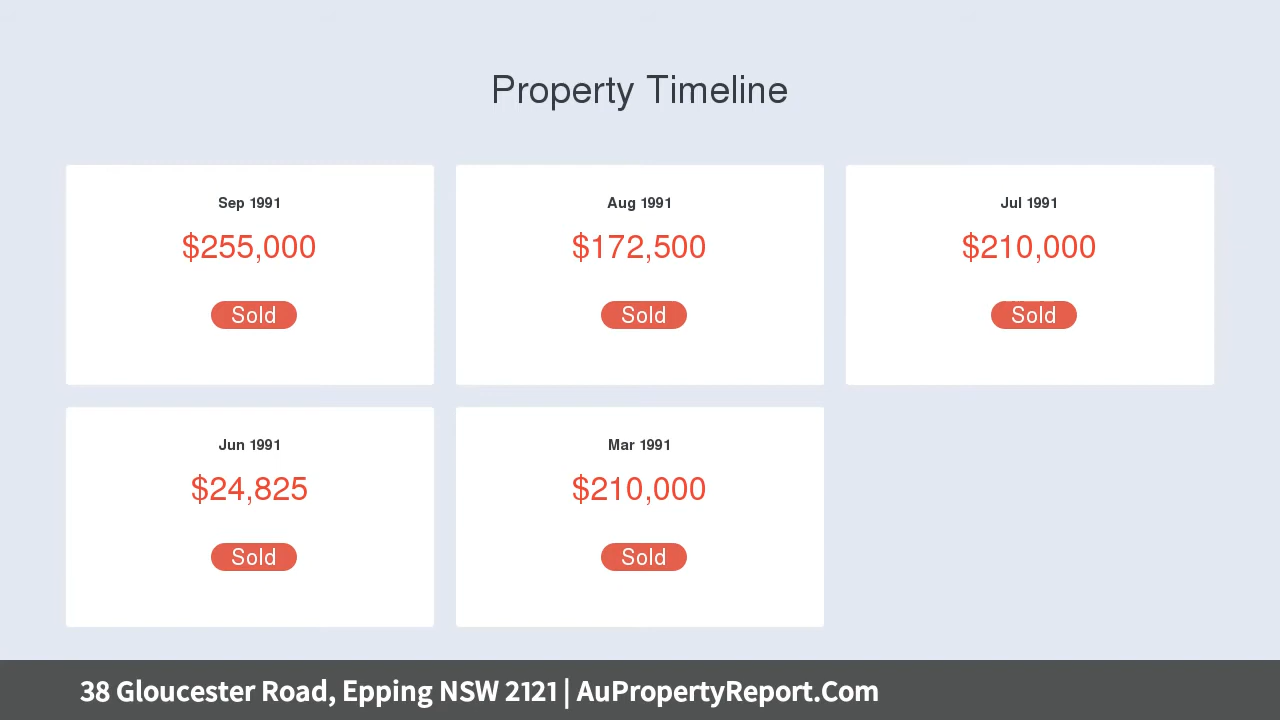 Property Timeline
Sep 1991
$255,000
Sold
Aug 1991
$172,500
Sold
Jul 1991
$210,000
Sold
Jun 1991
$24,825
Sold
Mar 1991
$210,000
Sold
38 Gloucester Road, Epping NSW 2121 | AuPropertyReport.Com